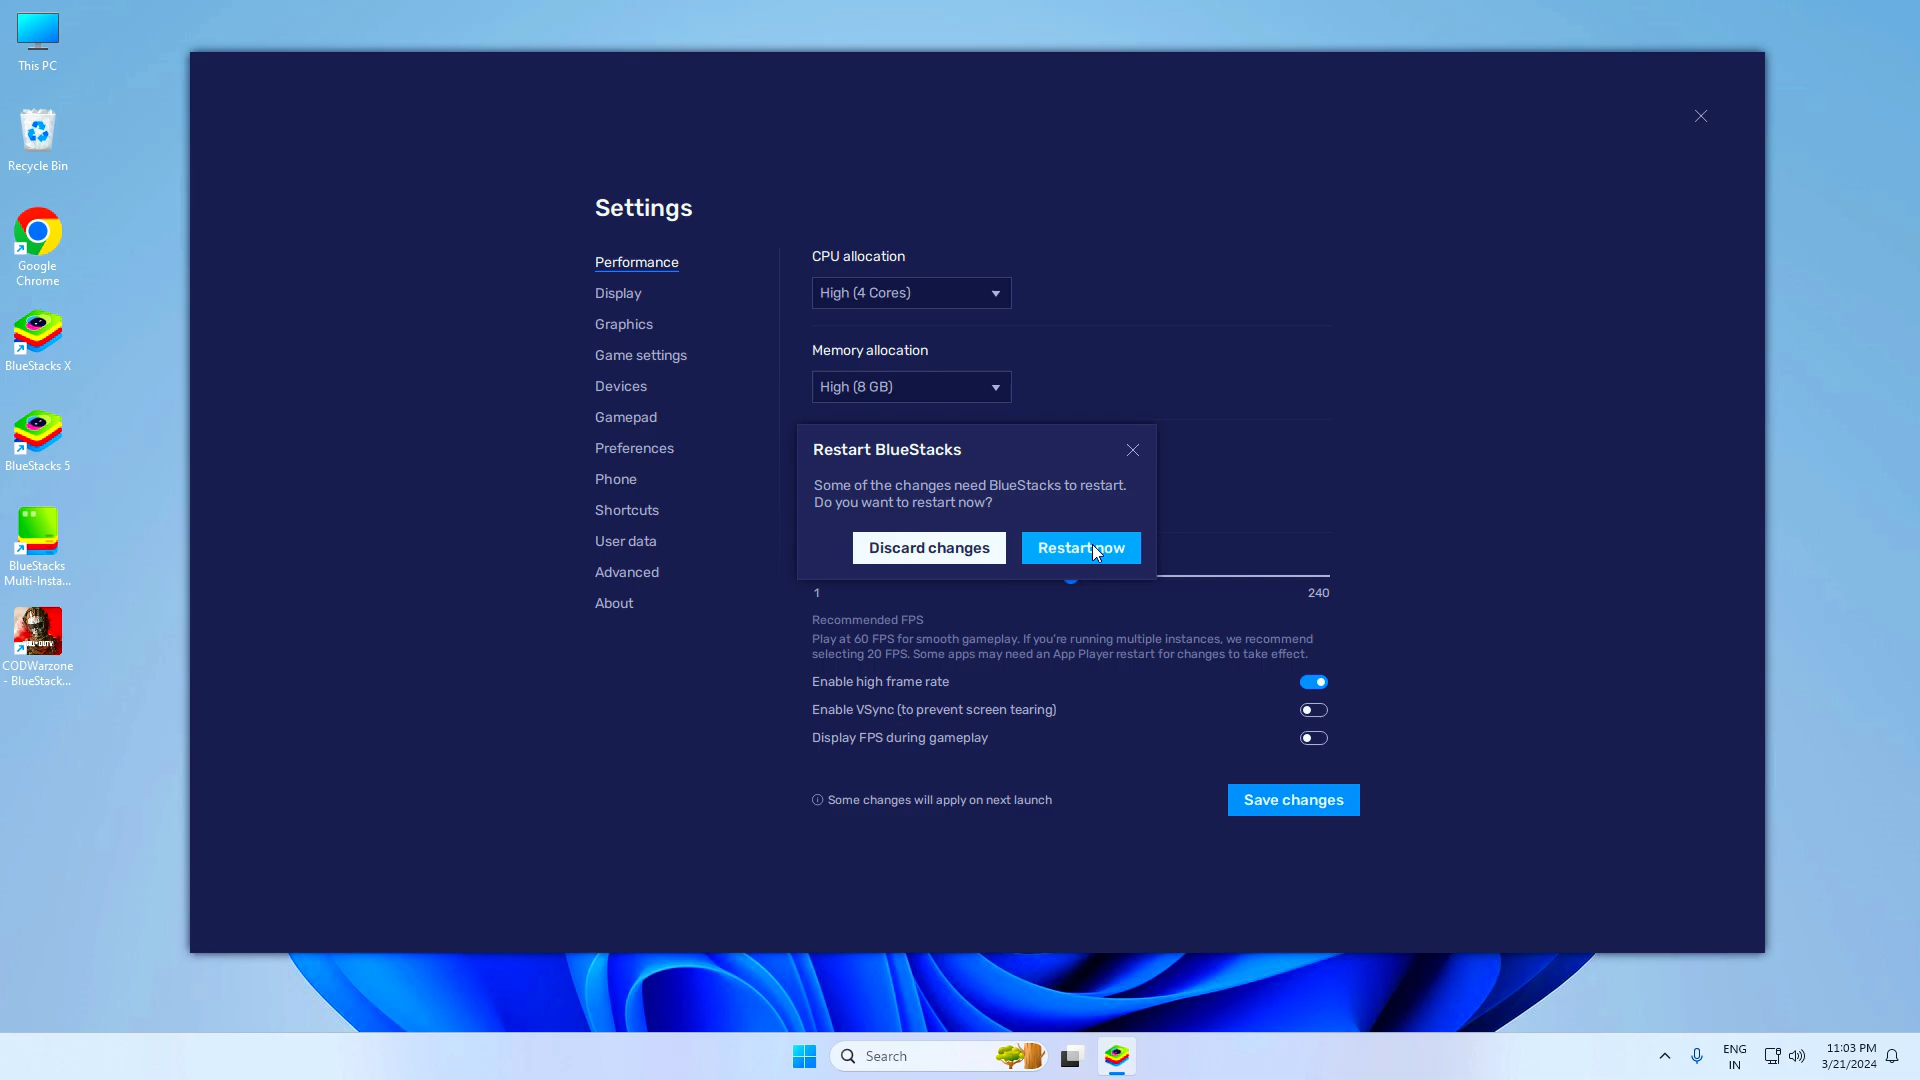 This PC
Recycle Bin
Google
Chrome
BlueStacks X
BlueStacks 5
BlueStacks
Multi-Insta...
CODWarzone
- BlueStack...
Settings
Performance
Display
Graphics
Game settings
Devices
Gamepad
Preferences
Phone
Shortcuts
User data
Advanced
About
CPU allocation
High (4 Cores)
Memory allocation
High (8 GB)
Restart BlueStacks
Some of the changes need BlueStacks to restart.
Do you want to restart now?
Discard changes
Restart now
1
240
Recommended FPS
Play at 60 FPS for smooth gameplay. If you're running multiple instances, we recommend
selecting 20 FPS. Some apps may need an App Player restart for changes to take effect.
Enable high frame rate
Enable VSync (to prevent screen tearing)
Display FPS during gameplay
Some changes will apply on next launch
Save changes
Search
ENG
IN
11:03 PM
3/21/2024